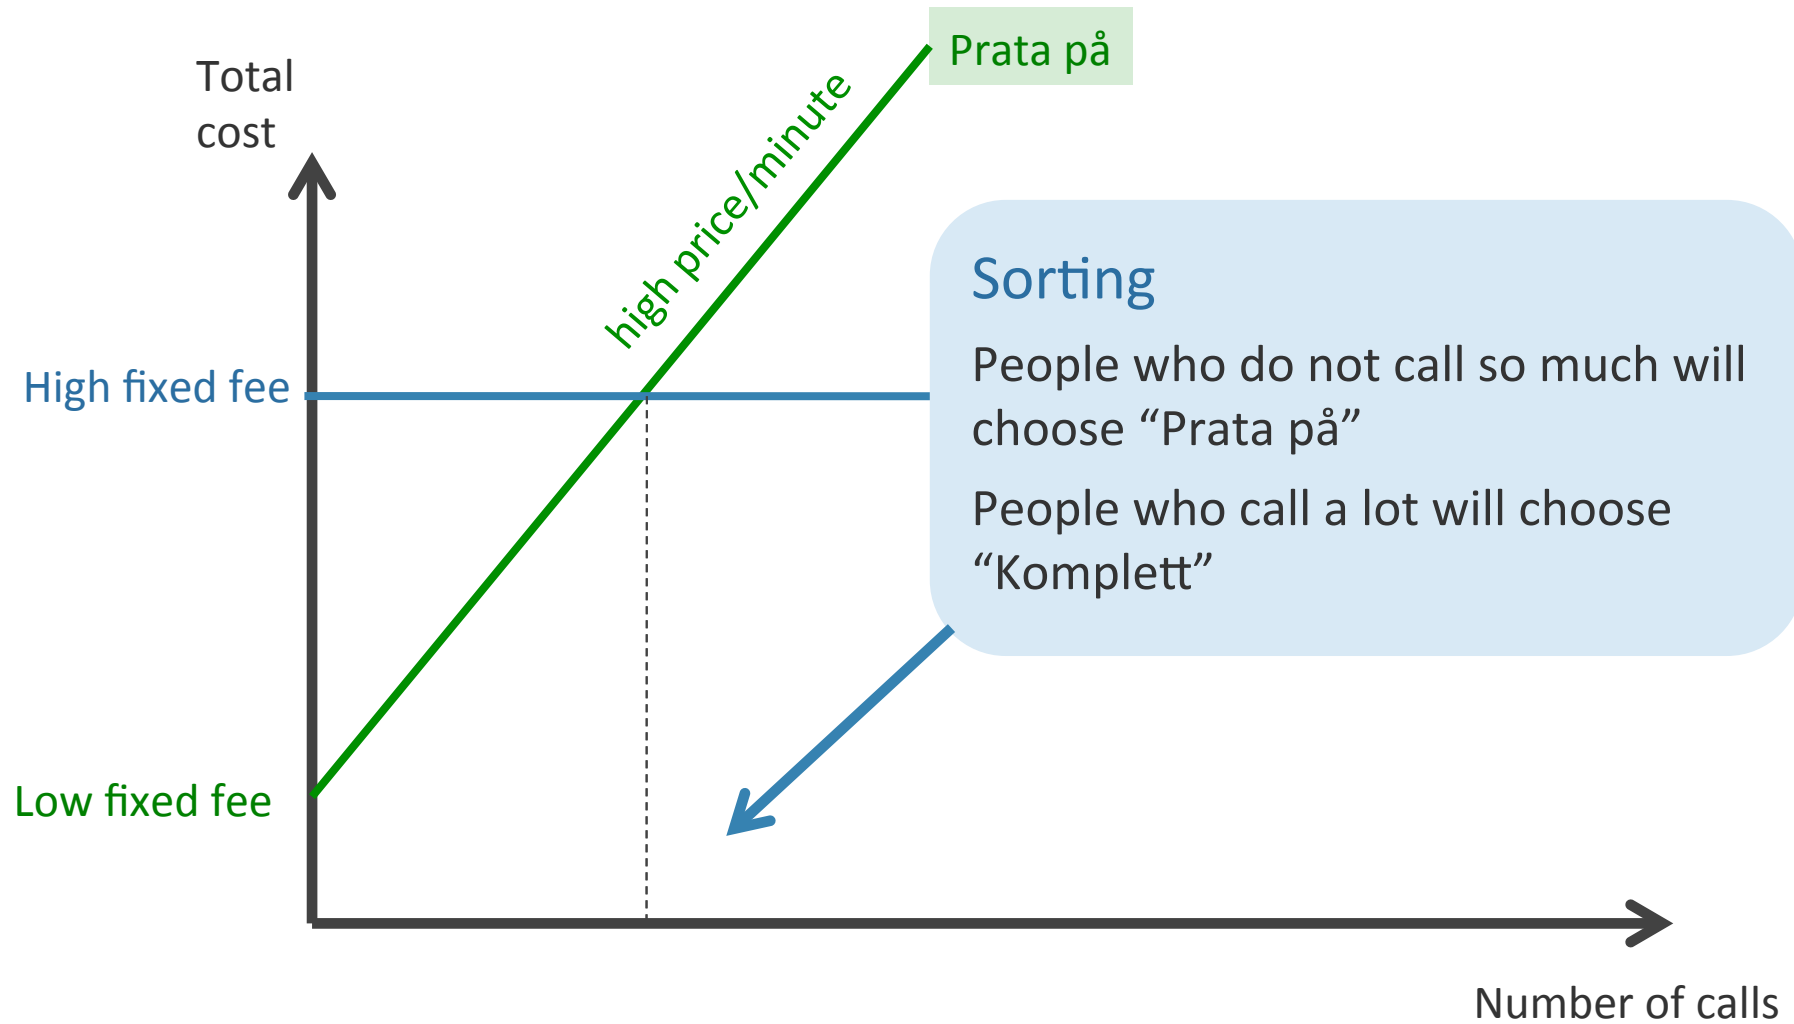 Total
cost
Prata på
high price/minute
High fixed fee
Low fixed fee
Sorting
People who do not call so much will
choose “Prata på”
People who call a lot will choose
“Komplett”
Number of calls